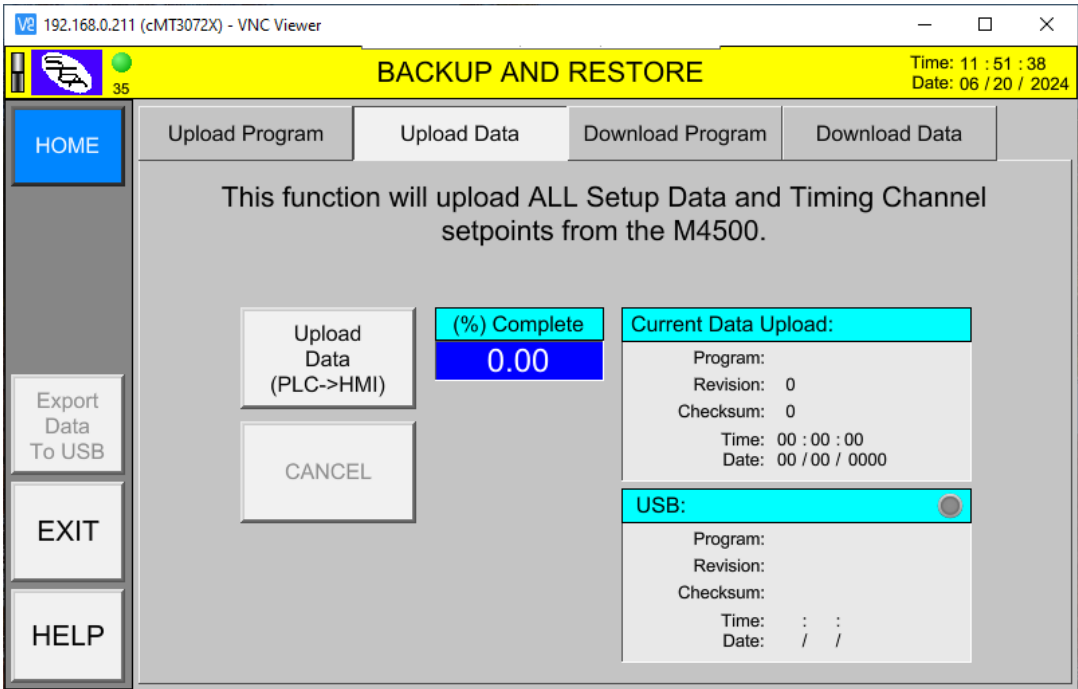 192.168.0.211 (cMT3072X) - VNC Viewer
35
BACKUP AND RESTORE
Time: 11 : 51 : 38
Date: 06 / 20 / 2024
HOME
Upload Program
Upload Data
Download Program
Download Data
This function will upload ALL Setup Data and Timing Channel
setpoints from the M4500.
Upload
Data
(PLC->HMI)
(%) Complete
0.00
Current Data Upload:
Program:
Revision: 0
Checksum: 0
Time: 00 : 00 : 00
Date: 00 / 00 / 0000
CANCEL
USB:
Program:
Revision:
Checksum:
Time: : :
Date: / /
Export
Data
To USB
EXIT
HELP